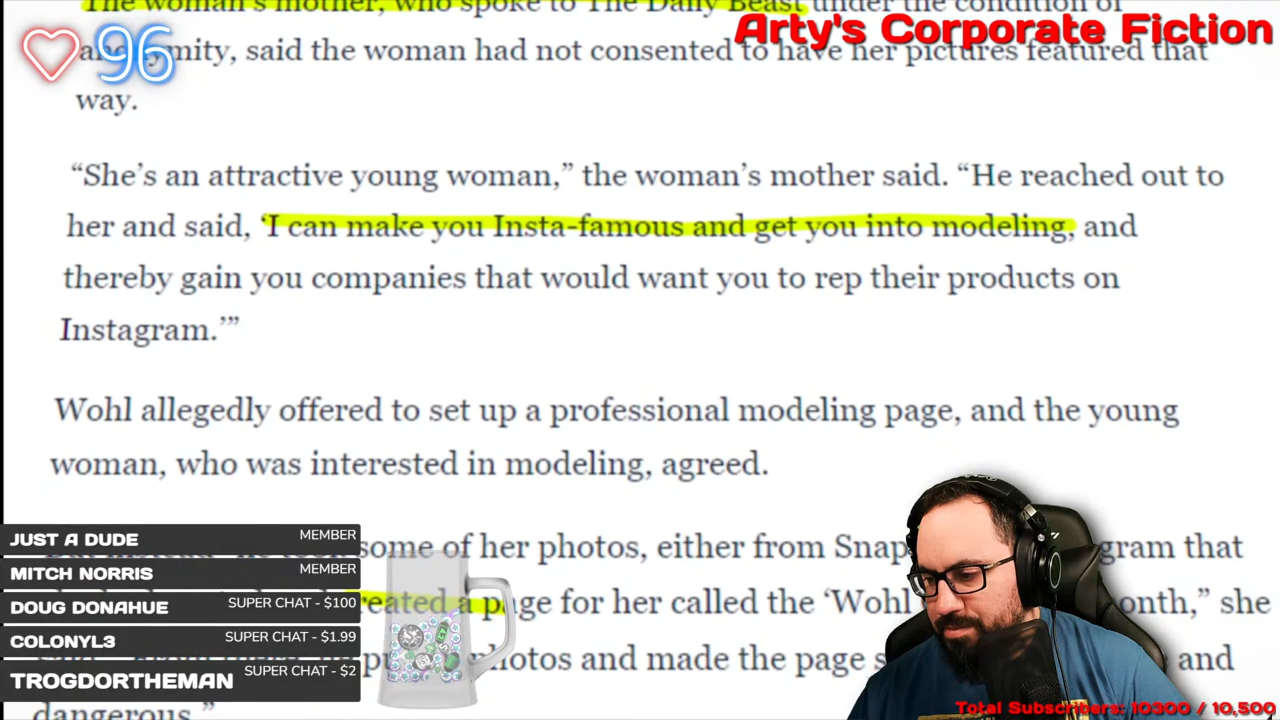 The woman's mother, who spoke to The Daily Beast under the condition of
Arty's Corporate Fiction
96
said the woman had not consented to have her pictures featured that
way.
“She’s an attractive young woman,” the woman’s mother said. “He reached out to
her and said, ‘I can make you Insta-famous and get you into modeling, and
thereby gain you companies that would want you to rep their products on
Instagram.’”
Wohl allegedly offered to set up a professional modeling page, and the young
woman, who was interested in modeling, agreed.
some of her photos, either from
created a page for her called the ‘Wohl she
photos and made the page and
dangerous.”
JUST A DUDE MEMBER
MITCH NORRIS MEMBER
DOUG DONAHUE SUPER CHAT - $100
COLONYL3 SUPER CHAT - $1.99
TROGDORTHEMAN SUPER CHAT - $2
Total Subscribers: 10300 / 10,500